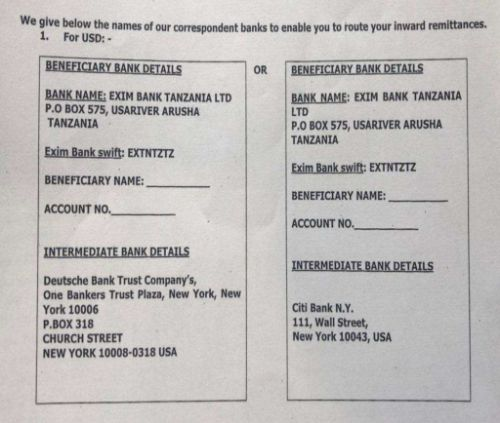 We give below the names of our correspondent banks to enable you to route your inward remittances.
1. For USD: -
BENEFICIARY BANK DETAILS
BANK NAME: EXIM BANK TANZANIA LTD
P.O BOX 575, USARIVER ARUSHA
TANZANIA
Exim Bank swift: EXTNTZTZ
BENEFICIARY NAME: ___________
ACCOUNT NO.___________
INTERMEDIATE BANK DETAILS
Deutsche Bank Trust Company's,
One Bankers Trust Plaza, New York, New
York 10006
P.BOX 318
CHURCH STREET
NEW YORK 10008-0318 USA
OR
BENEFICIARY BANK DETAILS
BANK NAME: EXIM BANK TANZANIA
LTD
P.O BOX 575, USARIVER ARUSHA
TANZANIA
Exim Bank swift: EXTNTZTZ
BENEFICIARY NAME: __________
ACCOUNT NO.___________
INTERMEDIATE BANK DETAILS
Citi Bank N.Y.
111, Wall Street,
New York 10043, USA